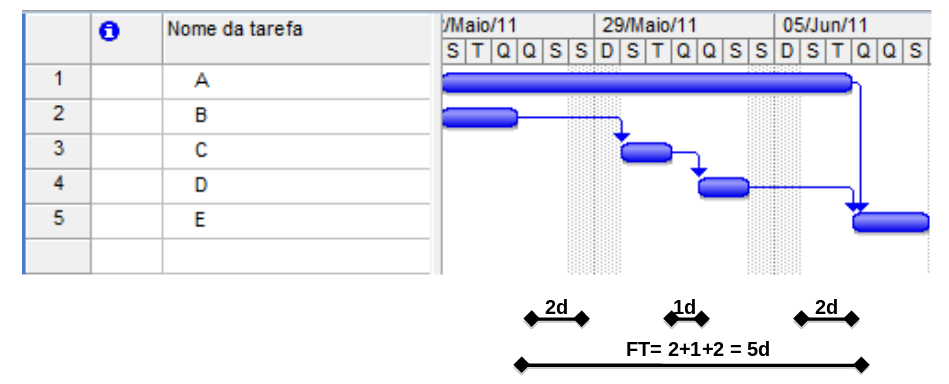 Nome da tarefa
/Maio/11 29/Maio/11 05/Jun/11
S T Q Q S S D S T Q Q S S D S T Q Q S
1 A
2 B
3 C
4 D
5 E
2d 1d 2d
FT= 2+1+2 = 5d